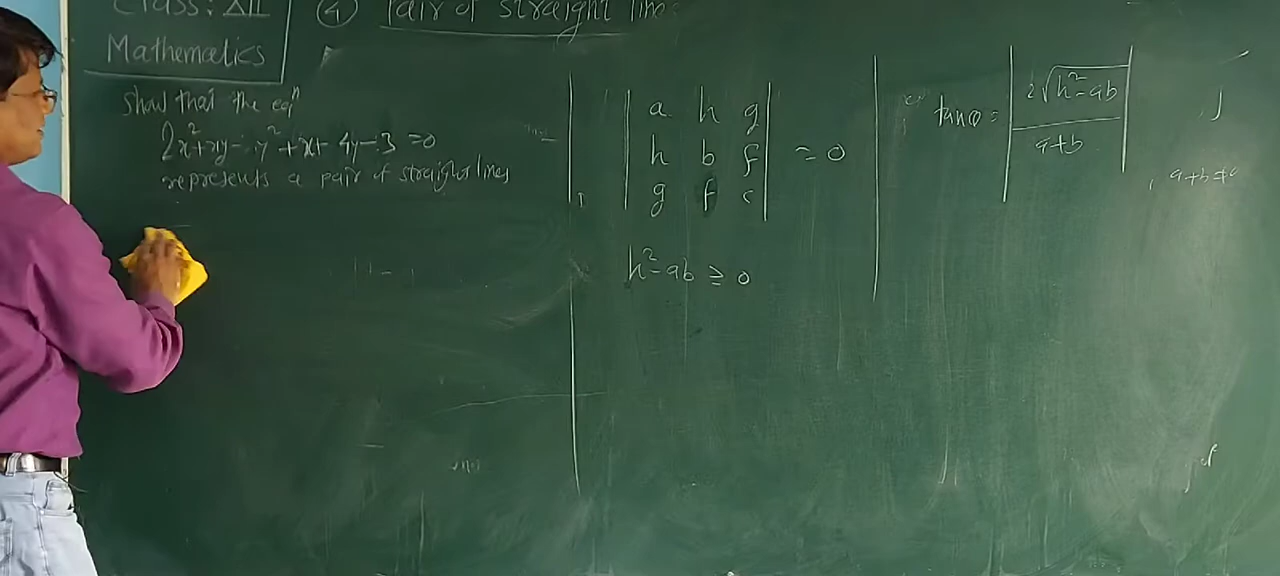 Class: XII
④ Pair of straight lines
Mathematics
Show that the eqn
2x²+xy-y²+x+4y-3=0
represents a pair of straight lines
| a h g |
| h b f | = 0
| g f c |
h²-ab ≥ 0
tanθ = | 2√(h²-ab) / a+b |
a+b≠0